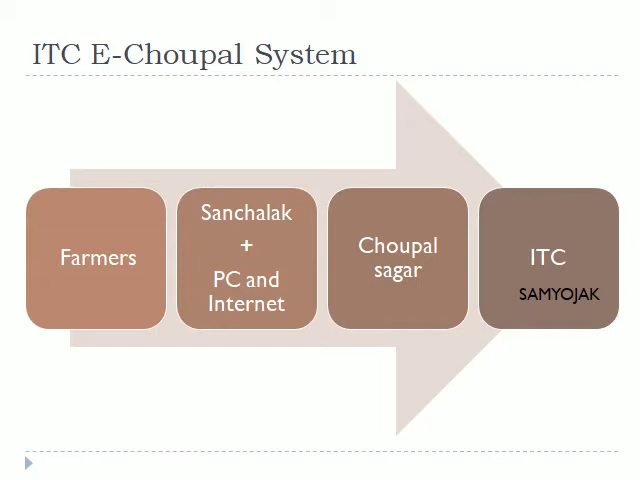 ITC E-Choupal System
Farmers
Sanchalak
+
PC and
Internet
Choupal
sagar
ITC
SAMYOJAK